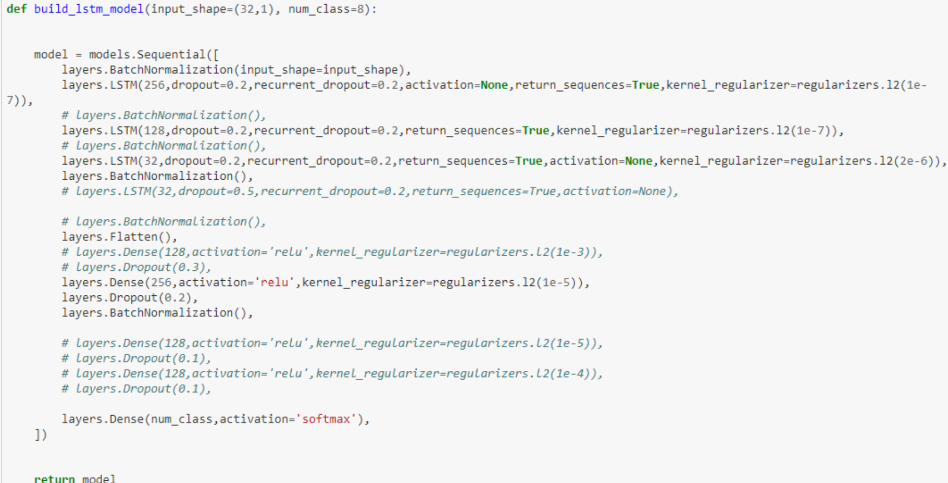 def build_lstm_model(input_shape=(32,1), num_class=8):
model = models.Sequential([
layers.BatchNormalization(input_shape=input_shape),
layers.LSTM(256,dropout=0.2,recurrent_dropout=0.2,activation=None,return_sequences=True,kernel_regularizer=regularizers.l2(1e-
7)),
# layers.BatchNormalization(),
layers.LSTM(128,dropout=0.2,recurrent_dropout=0.2,return_sequences=True,kernel_regularizer=regularizers.l2(1e-7)),
# layers.BatchNormalization(),
layers.LSTM(32,dropout=0.2,recurrent_dropout=0.2,return_sequences=True,activation=None,kernel_regularizer=regularizers.l2(2e-6)),
layers.BatchNormalization(),
# layers.LSTM(32,dropout=0.5,recurrent_dropout=0.2,return_sequences=True,activation=None),
# layers.BatchNormalization(),
layers.Flatten(),
# layers.Dense(128,activation='relu',kernel_regularizer=regularizers.l2(1e-3)),
# layers.Dropout(0.3),
layers.Dense(256,activation='relu',kernel_regularizer=regularizers.l2(1e-5)),
layers.Dropout(0.2),
layers.BatchNormalization(),
# layers.Dense(128,activation='relu',kernel_regularizer=regularizers.l2(1e-5)),
# layers.Dropout(0.1),
# layers.Dense(128,activation='relu',kernel_regularizer=regularizers.l2(1e-4)),
# layers.Dropout(0.1),
layers.Dense(num_class,activation='softmax'),
])
return model